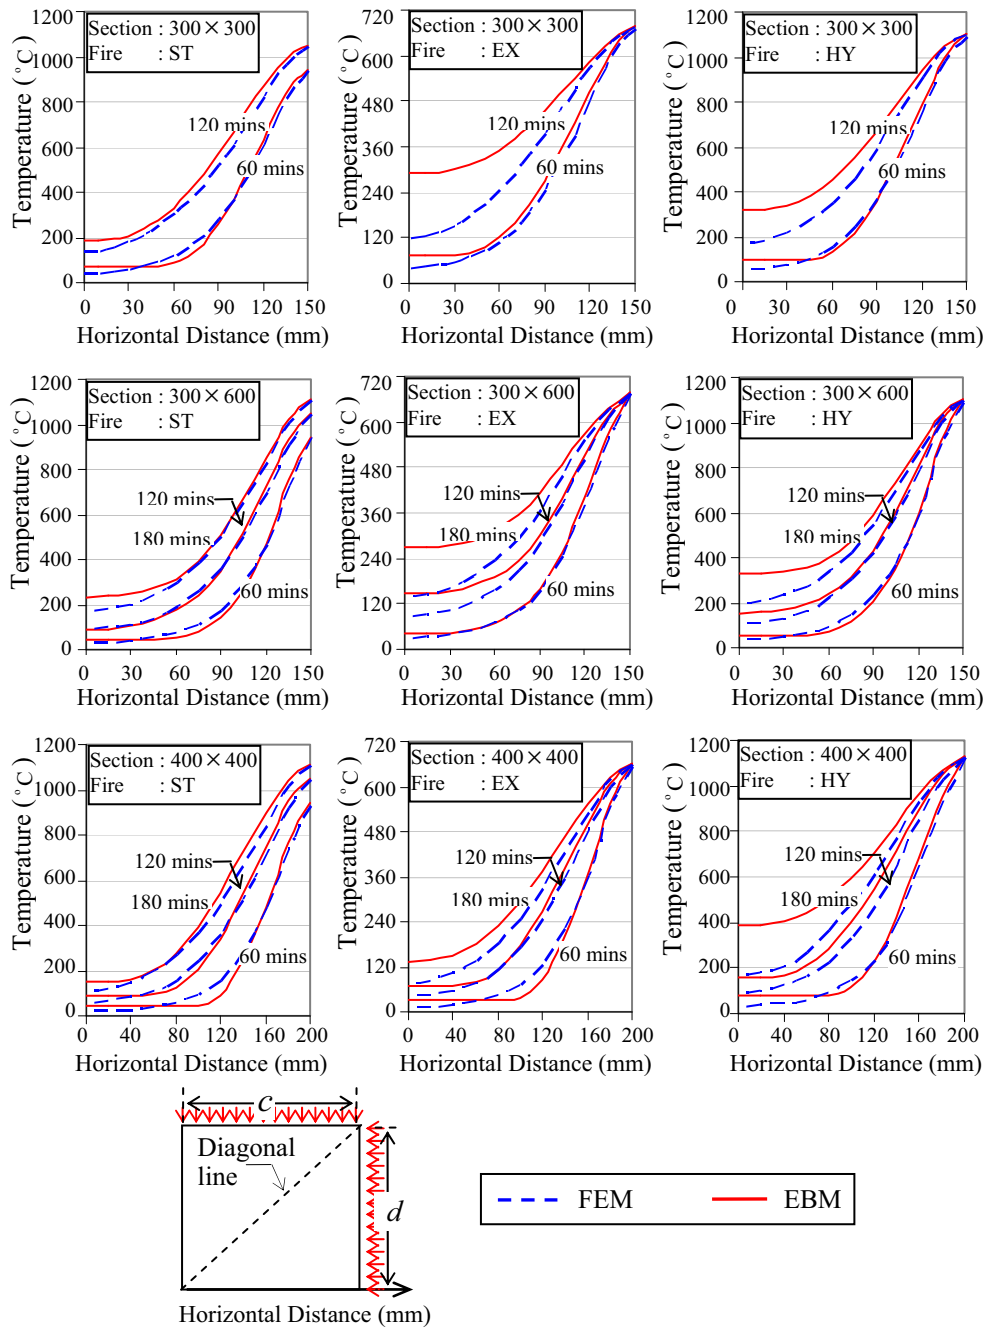 Section : 300×300
Fire : ST
Temperature (°C)
1200
1000
800
600
400
200
0
120 mins
60 mins
0 30 60 90 120 150
Horizontal Distance (mm)
Section : 300×300
Fire : EX
Temperature (°C)
720
600
480
360
240
120
0
120 mins
60 mins
0 30 60 90 120 150
Horizontal Distance (mm)
Section : 300×300
Fire : HY
Temperature (°C)
1200
1000
800
600
400
200
0
120 mins
60 mins
0 30 60 90 120 150
Horizontal Distance (mm)
Section : 300×600
Fire : ST
Temperature (°C)
1200
1000
800
600
400
200
0
120 mins
180 mins
60 mins
0 30 60 90 120 150
Horizontal Distance (mm)
Section : 300×600
Fire : EX
Temperature (°C)
720
600
480
360
240
120
0
120 mins
180 mins
60 mins
0 30 60 90 120 150
Horizontal Distance (mm)
Section : 300×600
Fire : HY
Temperature (°C)
1200
1000
800
600
400
200
0
120 mins
180 mins
60 mins
0 30 60 90 120 150
Horizontal Distance (mm)
Section : 400×400
Fire : ST
Temperature (°C)
1200
1000
800
600
400
200
0
120 mins
180 mins
60 mins
0 40 80 120 160 200
Horizontal Distance (mm)
Section : 400×400
Fire : EX
Temperature (°C)
720
600
480
360
240
120
0
120 mins
180 mins
60 mins
0 40 80 120 160 200
Horizontal Distance (mm)
Section : 400×400
Fire : HY
Temperature (°C)
1200
1000
800
600
400
200
0
120 mins
180 mins
60 mins
0 40 80 120 160 200
Horizontal Distance (mm)
c
Diagonal
line
d
Horizontal Distance (mm)
FEM EBM